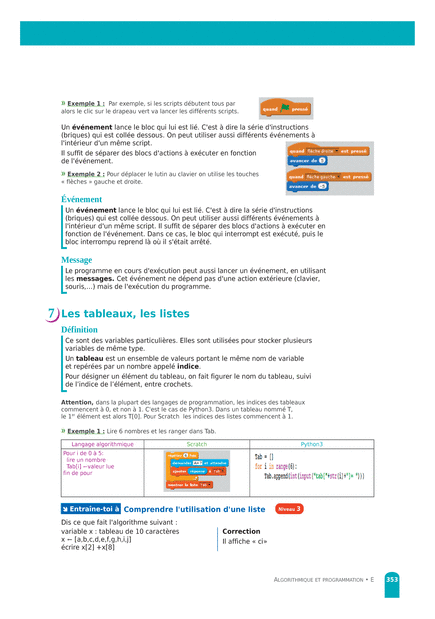 » Exemple 1 : Par exemple, si les scripts débutent tous par
alors le clic sur le drapeau vert va lancer les différents scripts.
quand pressé
Un événement lance le bloc qui lui est lié. C'est à dire la série d'instructions
(briques) qui est collée dessous. On peut utiliser aussi différents événements à
l'intérieur d'un même script.
Il suffit de séparer des blocs d'actions à exécuter en fonction
de l'événement.
» Exemple 2 : Pour déplacer le lutin au clavier on utilise les touches
« flèches » gauche et droite.
quand flèche droite est pressé
avancer de
quand flèche gauche est pressé
avancer de
Événement
Un événement lance le bloc qui lui est lié. C'est à dire la série d'instructions
(briques) qui est collée dessous. On peut utiliser aussi différents événements à
l'intérieur d'un même script. Il suffit de séparer des blocs d'actions à exécuter en
fonction de l'événement. Dans ce cas, le bloc qui interrompt est exécuté, puis le
bloc interrompu reprend là où il s'était arrêté.
Message
Le programme en cours d'exécution peut aussi lancer un événement, en utilisant
les messages. Cet événement ne dépend pas d'une action extérieure (clavier,
souris,...) mais de l'exécution du programme.
7 Les tableaux, les listes
Définition
Ce sont des variables particulières. Elles sont utilisées pour stocker plusieurs
variables de même type.
Un tableau est un ensemble de valeurs portant le même nom de variable
et repérées par un nombre appelé indice.
Pour désigner un élément du tableau, on fait figurer le nom du tableau, suivi
de l'indice de l'élément, entre crochets.
Attention, dans la plupart des langages de programmation, les indices des tableaux
commencent à 0, et non à 1. C'est le cas de Python3. Dans un tableau nommé T,
le 1er élément est alors T[0]. Pour Scratch les indices des listes commencent à 1.
» Exemple 1 : Lire 6 nombres et les ranger dans Tab.
Langage algorithmique Scratch Python3
Pour i de 0 à 5:
lire un nombre
Tab[i]←valeur lue
fin de pour
répéter fois
demander et attendre
ajouter réponse à Tab
montrer la liste Tab
Tab = []
for i in range(6):
Tab.append(int(input("tab["+str(i)+"]= ")))
Entraîne-toi à Comprendre l'utilisation d'une liste Niveau 3
Dis ce que fait l'algorithme suivant :
variable x : tableau de 10 caractères
x ← [a,b,c,d,e,f,g,h,i,j]
écrire x[2] +x[8]
Correction
Il affiche « ci»
ALGORITHMIQUE ET PROGRAMMATION • E 353